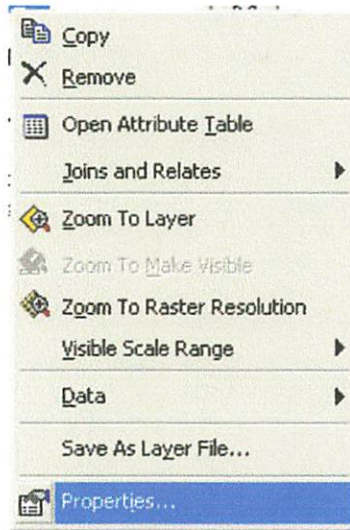 Copy
Remove
Open Attribute Table
Joins and Relates
Zoom To Layer
Zoom To Make Visible
Zoom To Raster Resolution
Visible Scale Range
Data
Save As Layer File...
Properties...